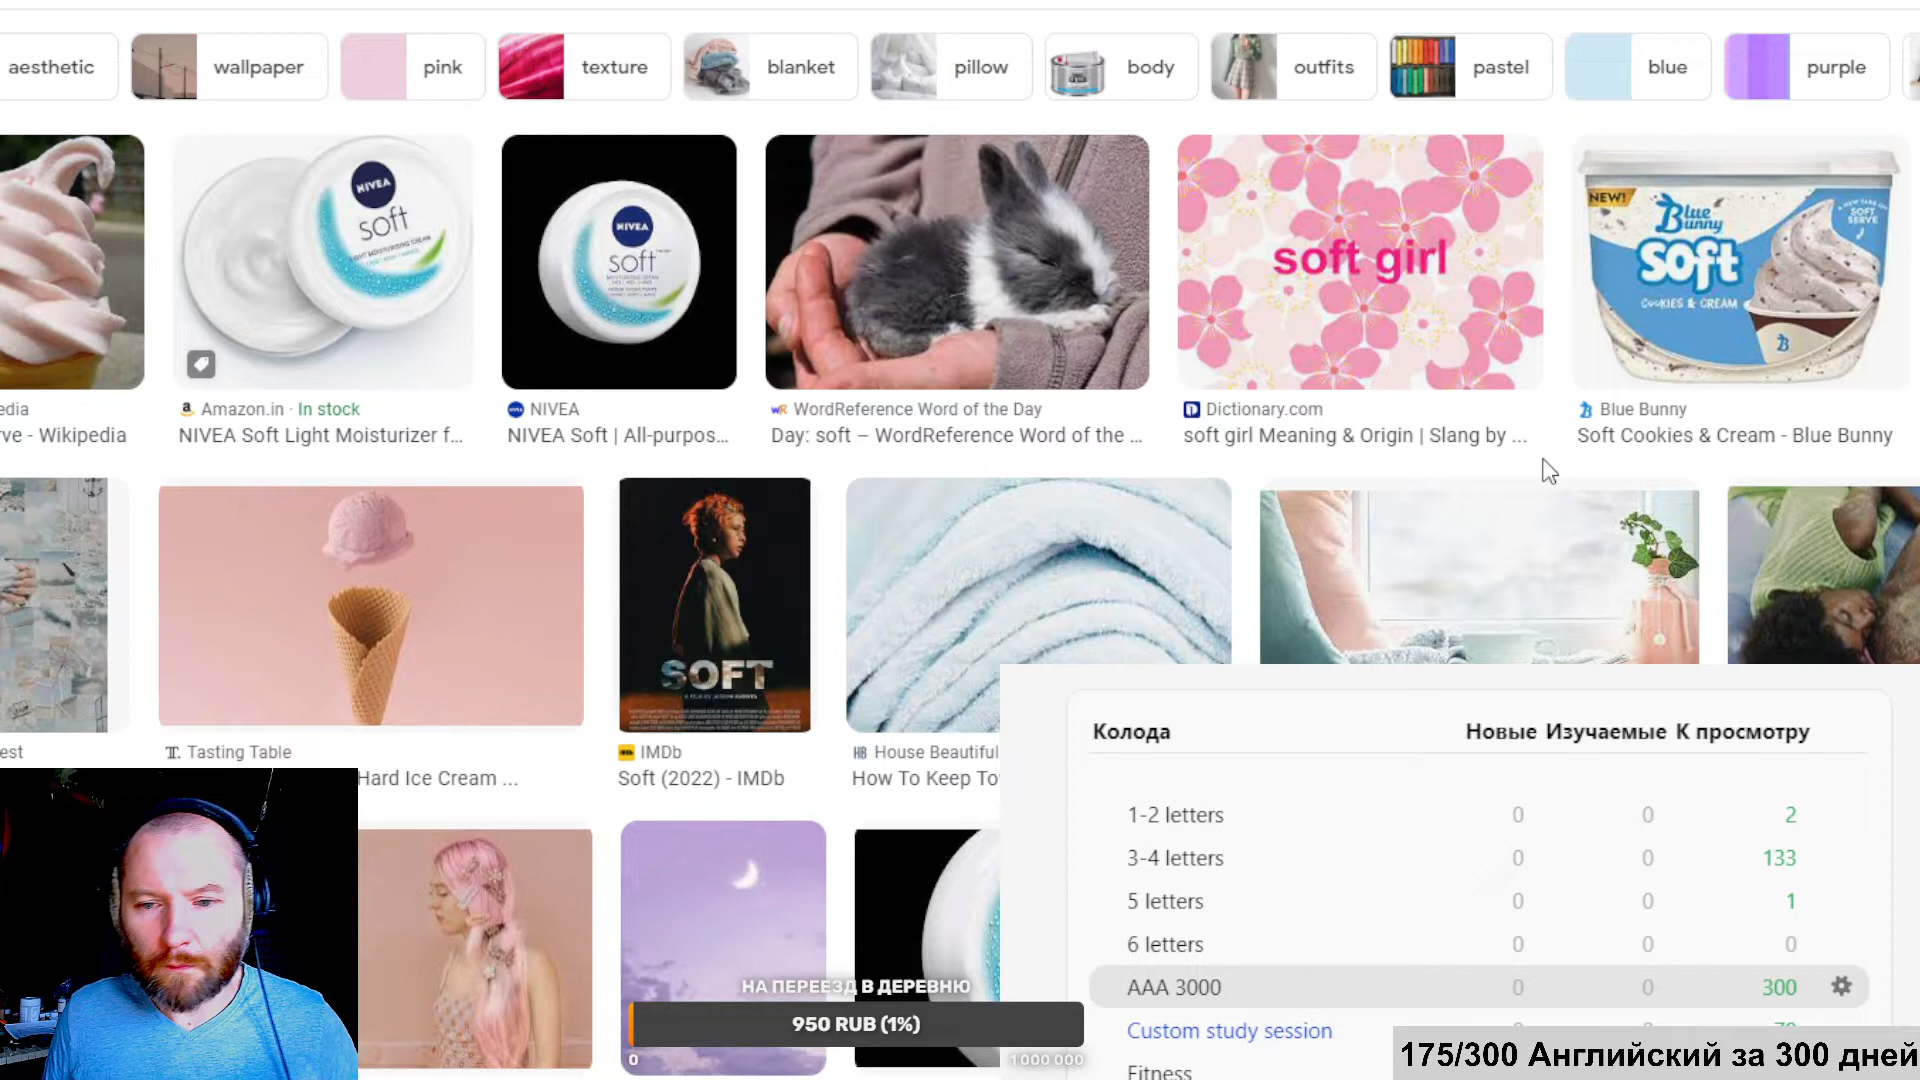 aesthetic
wallpaper
pink
texture
blanket
pillow
body
outfits
pastel
blue
purple
NIVEA
soft
LIGHT MOISTURISING CREAM
NIVEA
soft
soft girl
NEW!
Blue
Bunny
SOFT
SERVE
Soft
COOKIES & CREAM
edia
Amazon.in · In stock
NIVEA
WordReference Word of the Day
Dictionary.com
Blue Bunny
rve - Wikipedia
NIVEA Soft Light Moisturizer f...
NIVEA Soft | All-purpos...
Day: soft – WordReference Word of the ...
soft girl Meaning & Origin | Slang by ...
Soft Cookies & Cream - Blue Bunny
SOFT
est
Tasting Table
IMDb
House Beautiful
Hard Ice Cream ...
Soft (2022) - IMDb
How To Keep To
Колода Новые Изучаемые К просмотру
1-2 letters 0 0 2
3-4 letters 0 0 133
5 letters 0 0 1
6 letters 0 0 0
AAA 3000 0 0 300
Custom study session
Fitness
НА ПЕРЕЕЗД В ДЕРЕВНЮ
950 RUB (1%)
0
1 000 000
175/300 Английский за 300 дней